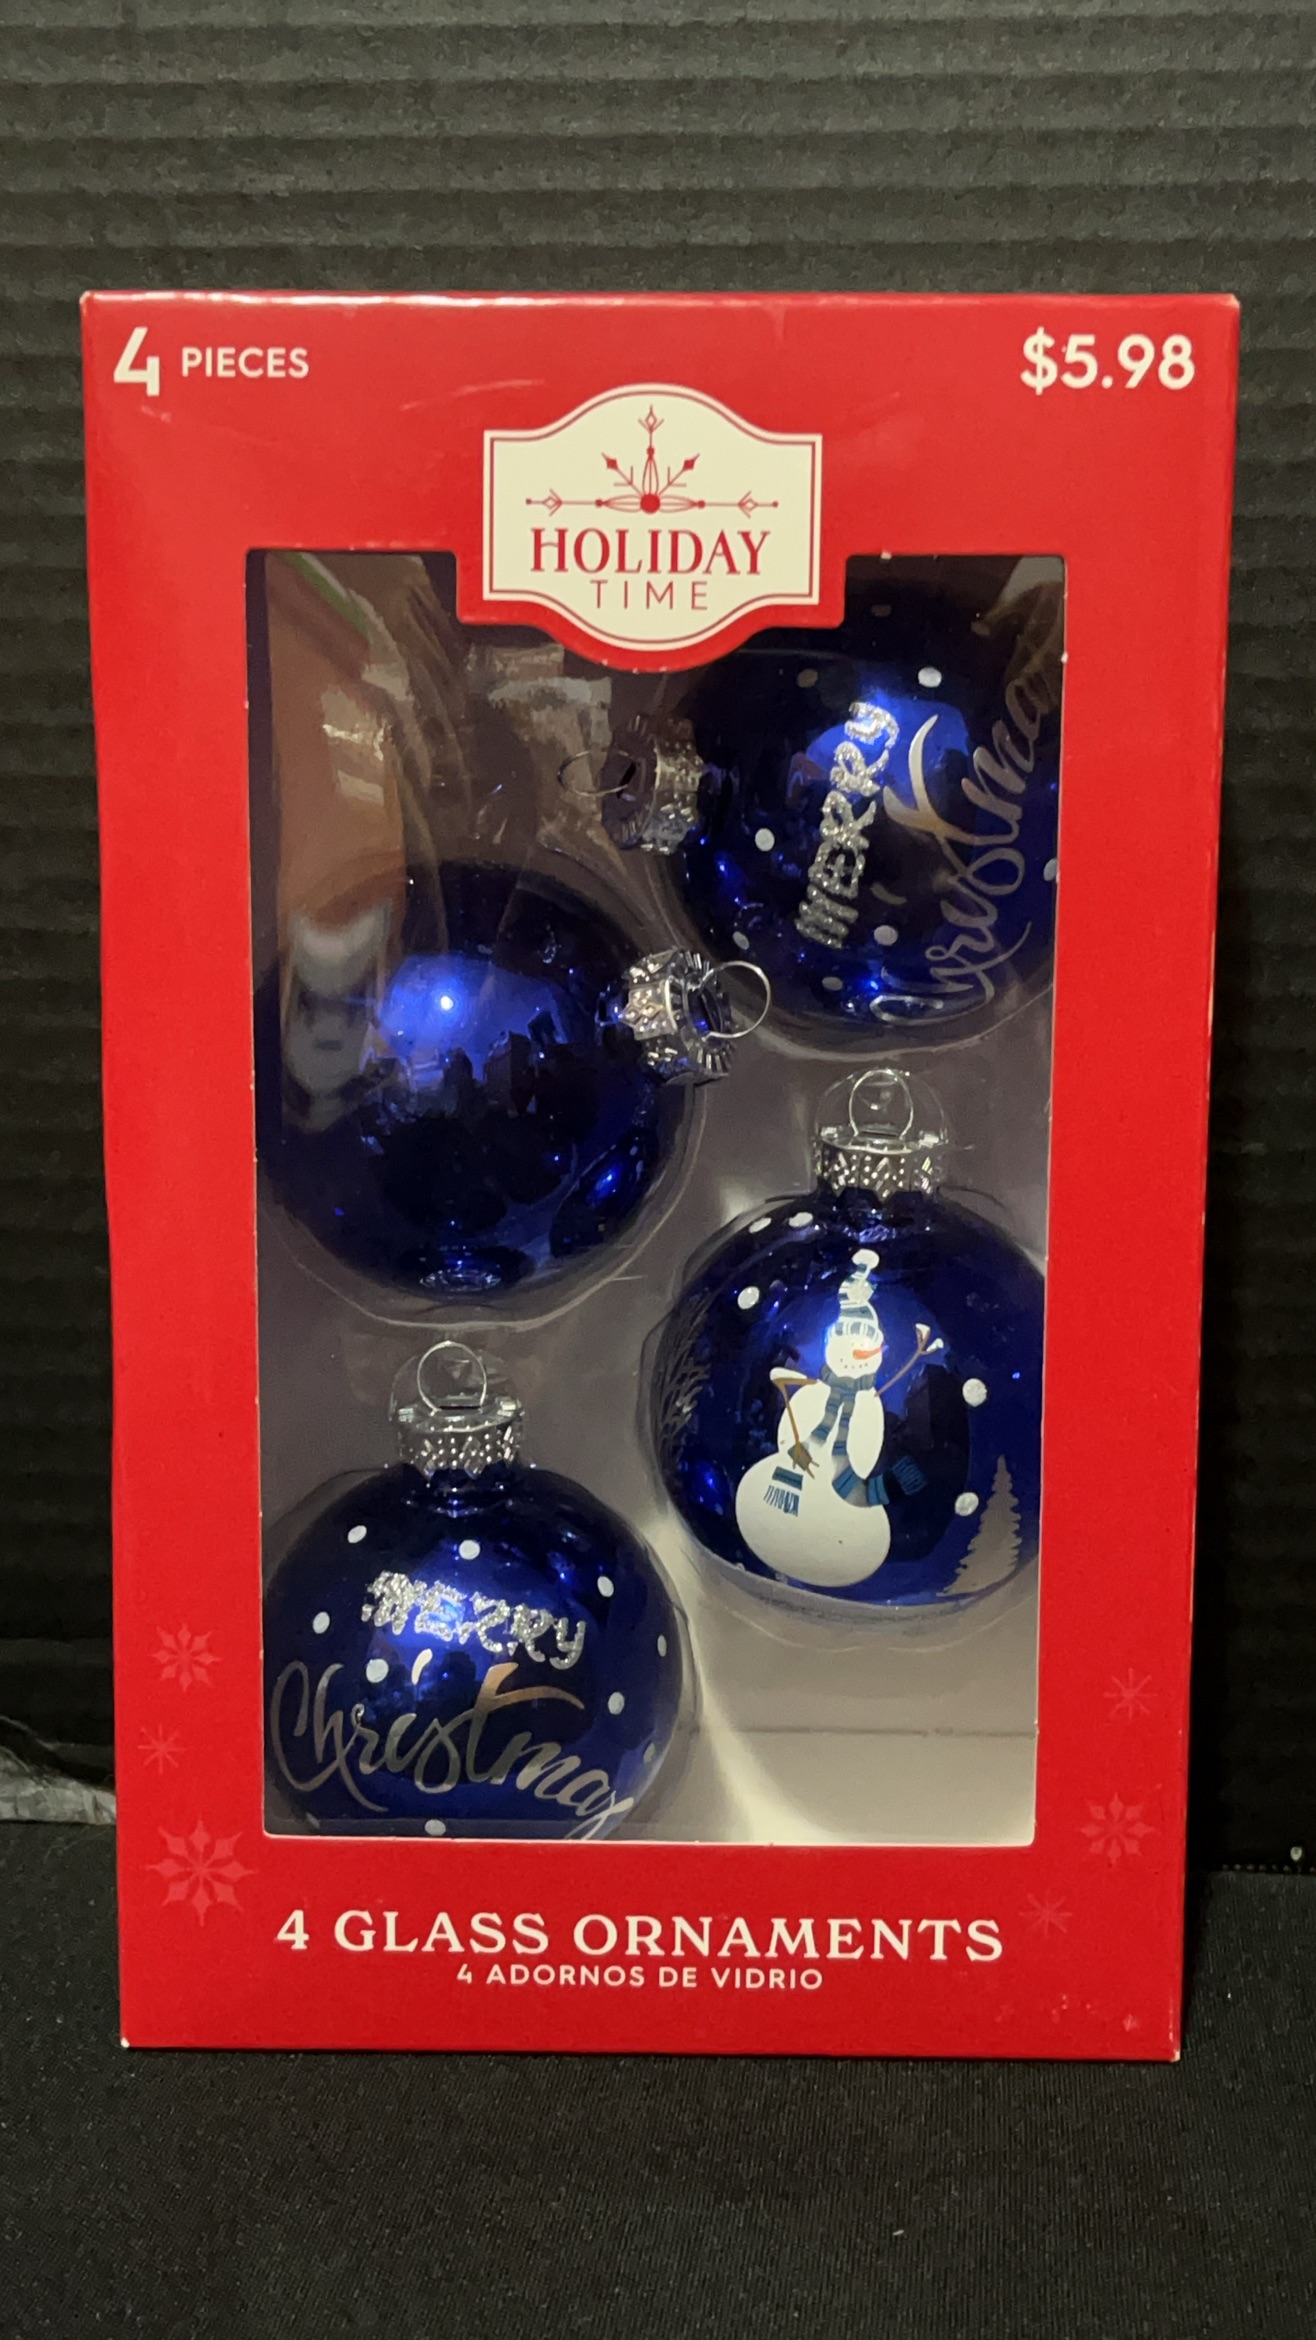 4 PIECES
$5.98
HOLIDAY
TIME
MERRY
Christmas
MERRY
Christmas
4 GLASS ORNAMENTS
4 ADORNOS DE VIDRIO